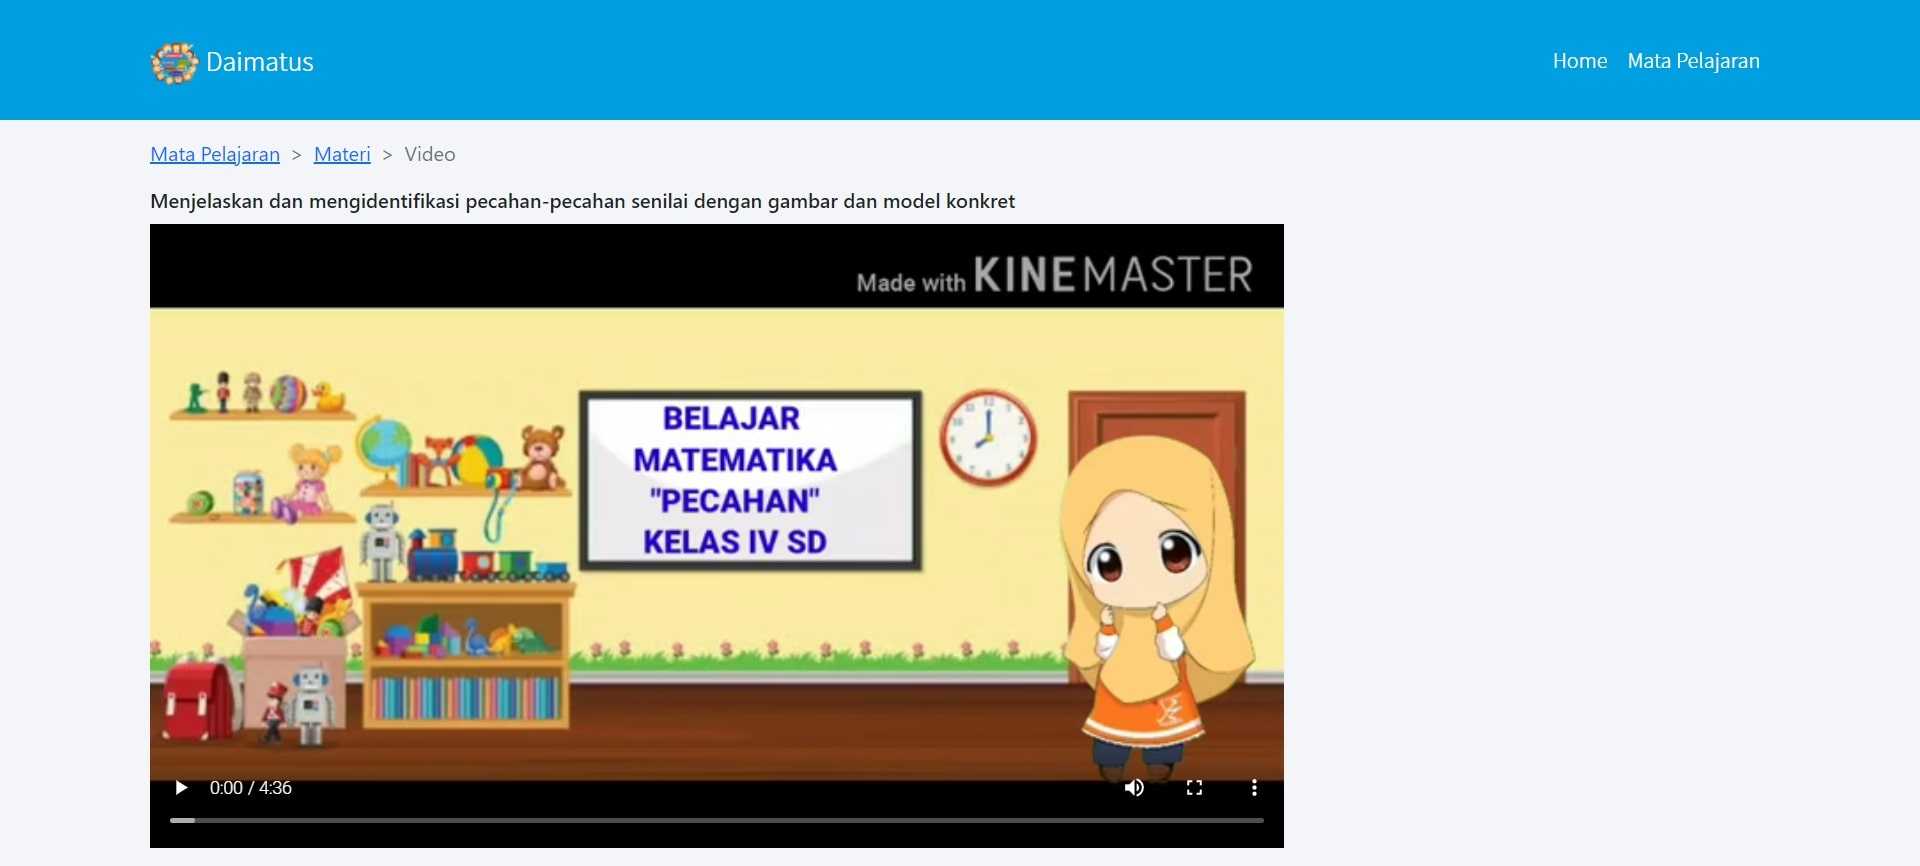 Daimatus
Home Mata Pelajaran
Mata Pelajaran > Materi > Video
Menjelaskan dan mengidentifikasi pecahan-pecahan senilai dengan gambar dan model konkret
Made with KINEMASTER
BELAJAR
MATEMATIKA
"PECAHAN"
KELAS IV SD
0:00 / 4:36